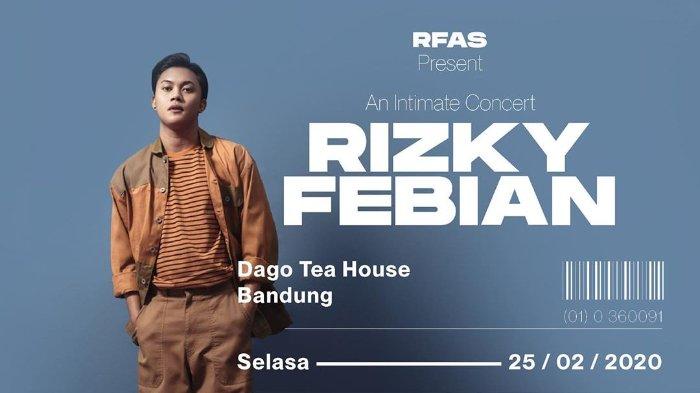 RFAS
Present
An Intimate Concert
RIZKY
FEBIAN
Dago Tea House
Bandung
(01) 0 360091
Selasa 25 / 02 / 2020